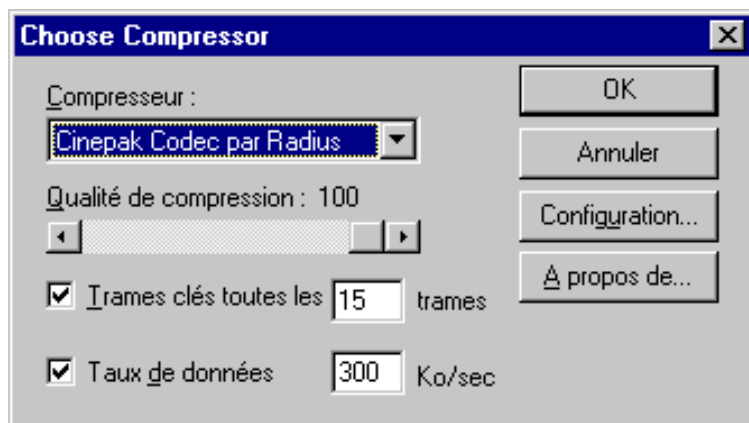 Choose Compressor
Compresseur :
Cinepak Codec par Radius
Qualité de compression : 100
Trames clés toutes les 15 trames
Taux de données 300 Ko/sec
OK
Annuler
Configuration...
A propos de...